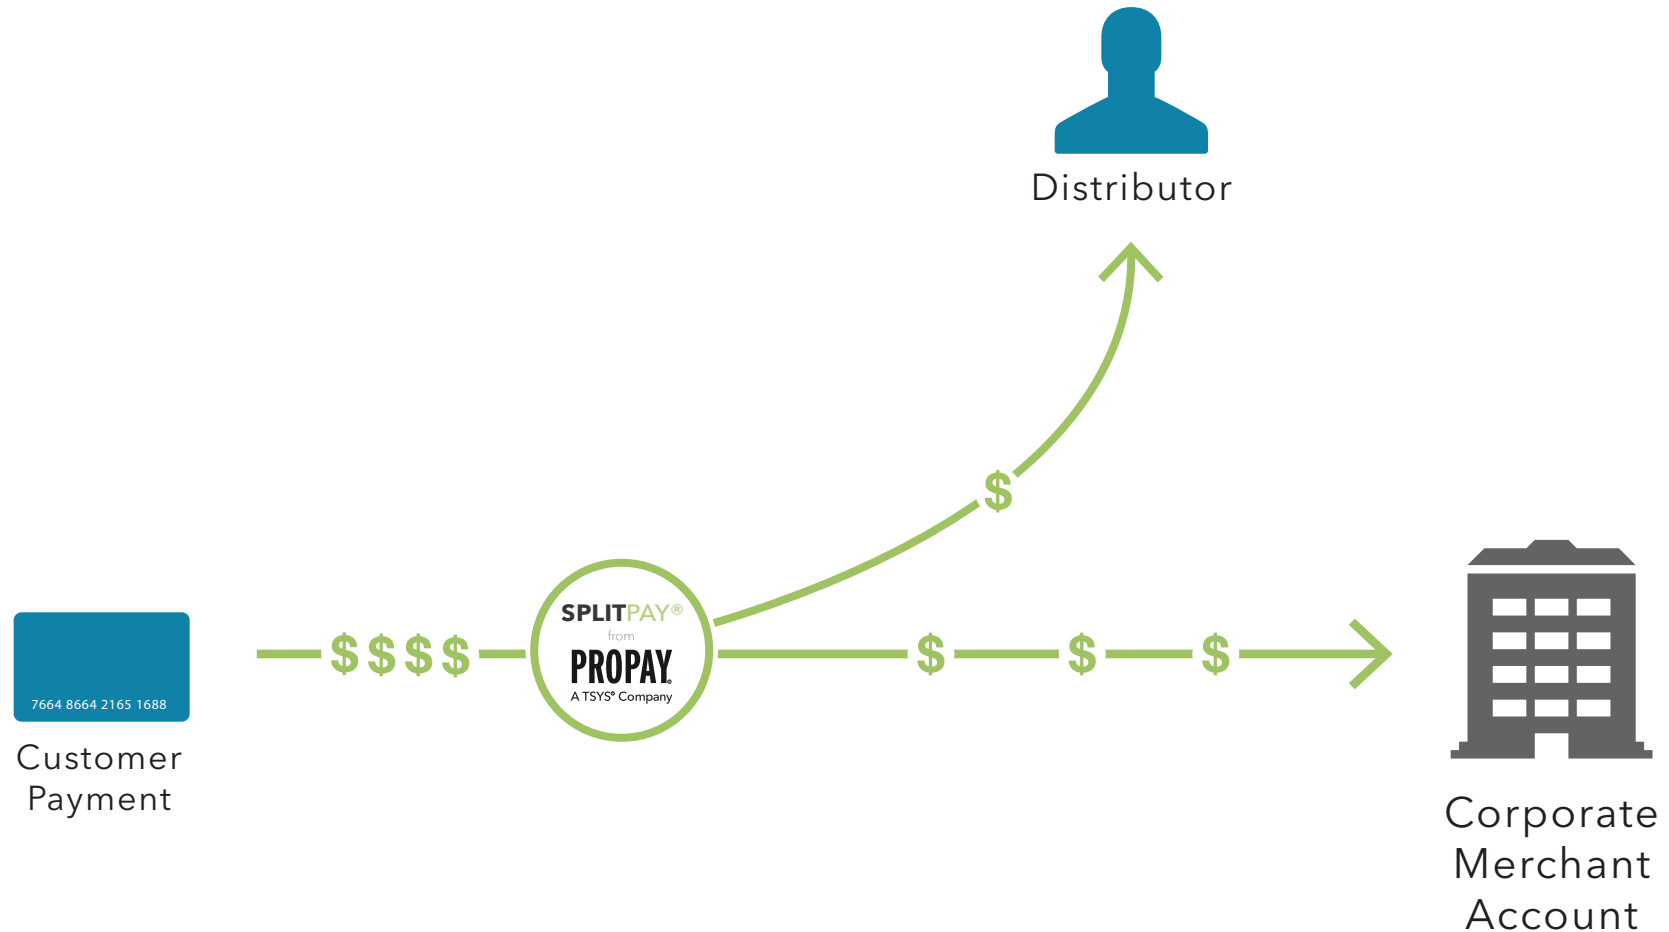 Distributor
$
SPLITPAY®
from
PROPAY®
A TSYS® Company
$$$$
$ $ $
7664 8664 2165 1688
Customer
Payment
Corporate
Merchant
Account